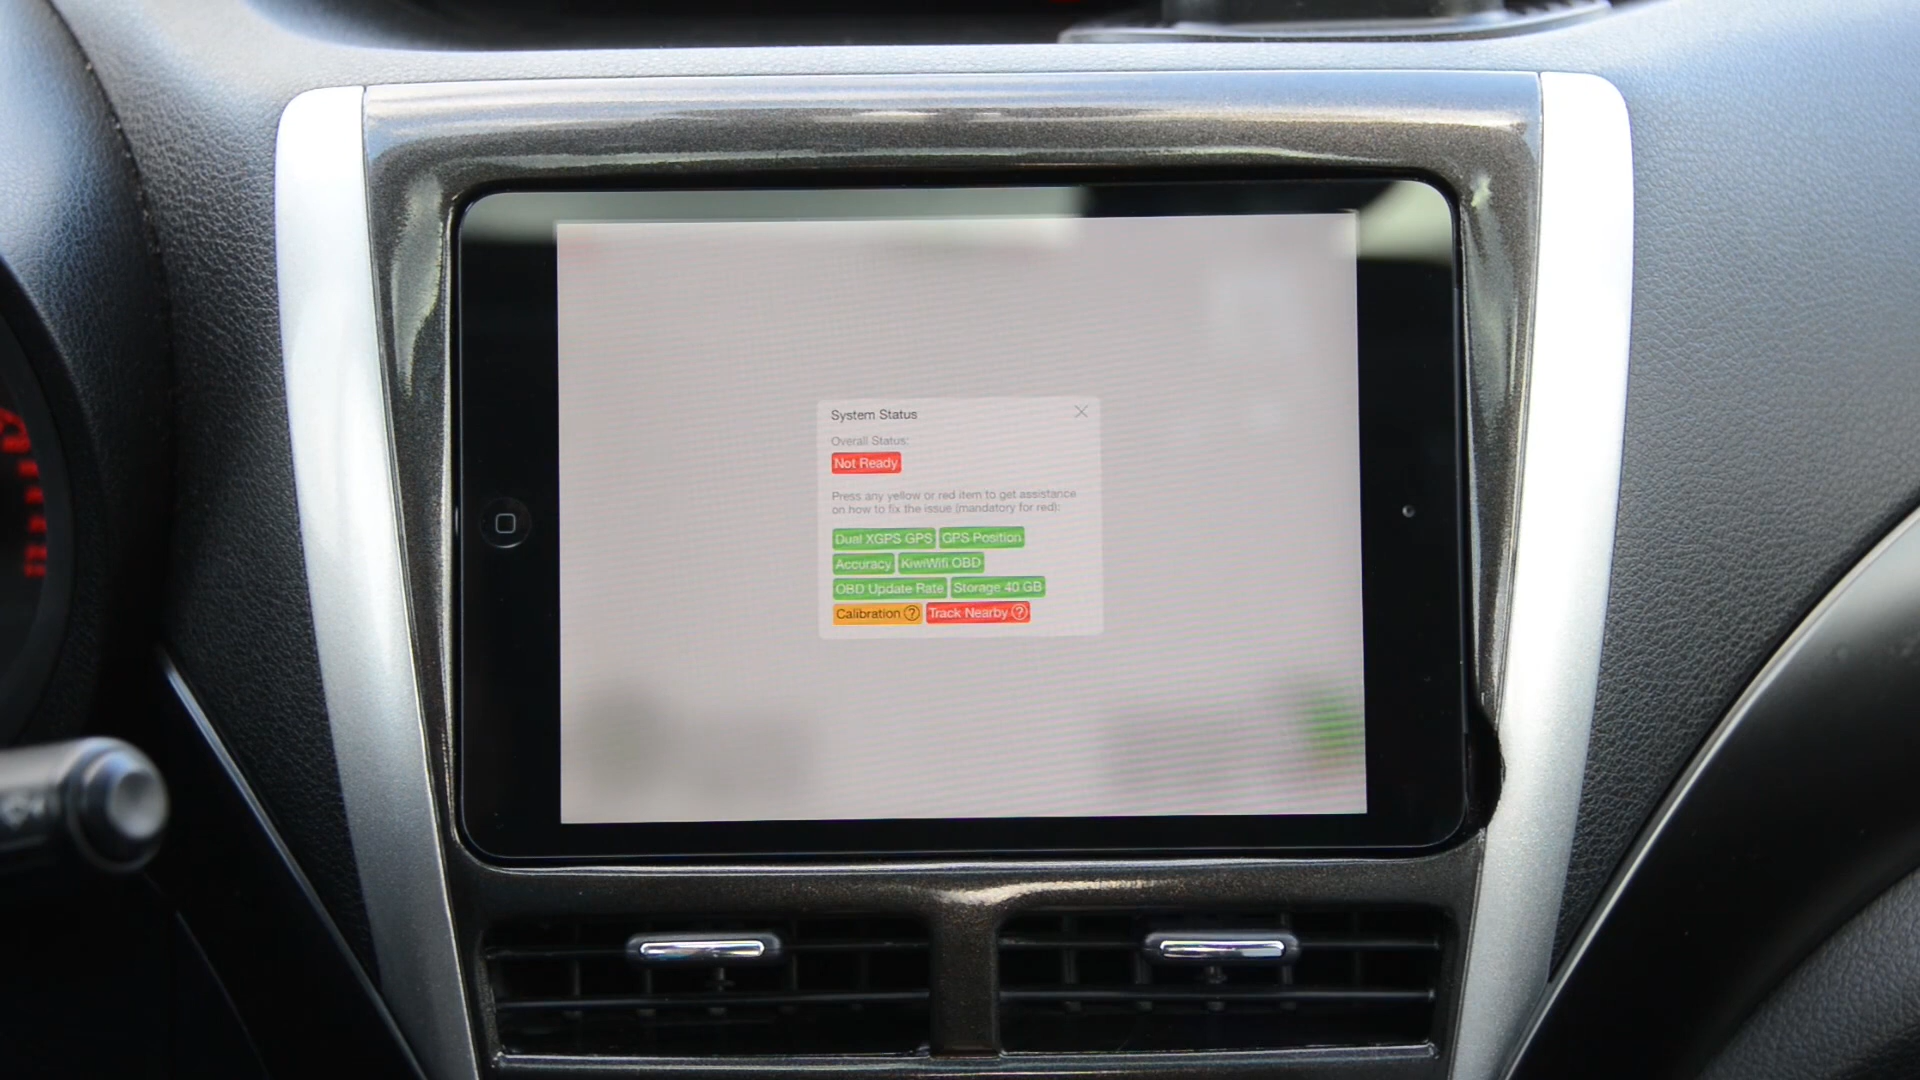 System Status
Overall Status:
Not Ready
Press any yellow or red item to get assistance
on how to fix the issue (mandatory for red):
Dual XGPS GPS GPS Position
Accuracy KiwiWifi OBD
OBD Update Rate Storage 40 GB
Calibration ? Track Nearby ?